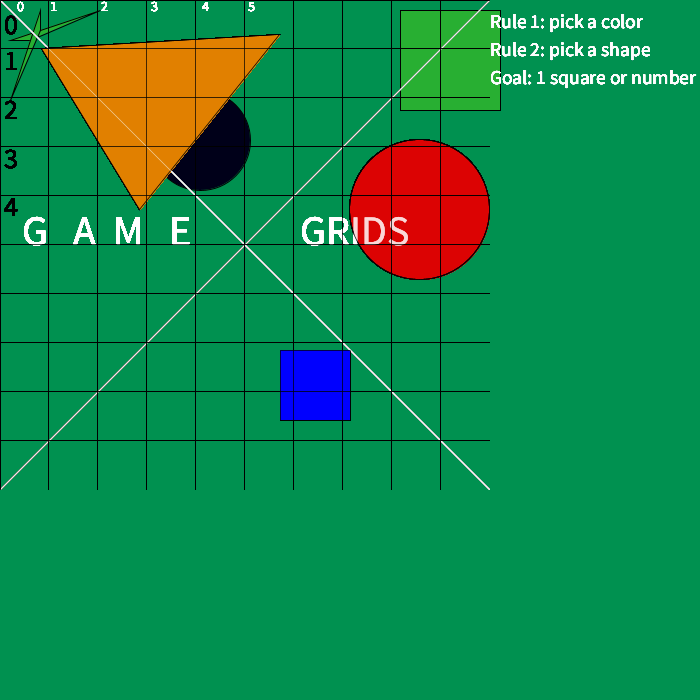 0 1 2 3 4 5
0
1
2
3
4
Rule 1: pick a color
Rule 2: pick a shape
Goal: 1 square or number
G A M E GRIDS